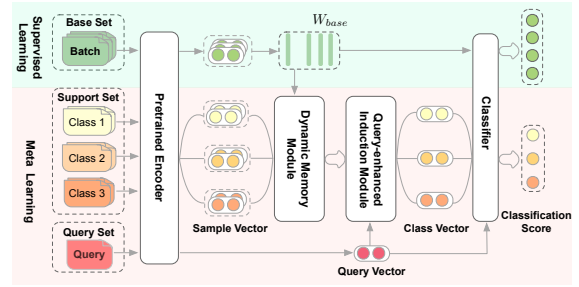 Supervised
Learning
Base Set
Batch
W_base
Support Set
Class 1
Class 2
Class 3
Meta Learning
Pretrained Encoder
Sample Vector
Dynamic Memory
Module
Query-enhanced
Induction Module
Class Vector
Classifier
Classification
Score
Query Set
Query
Query Vector